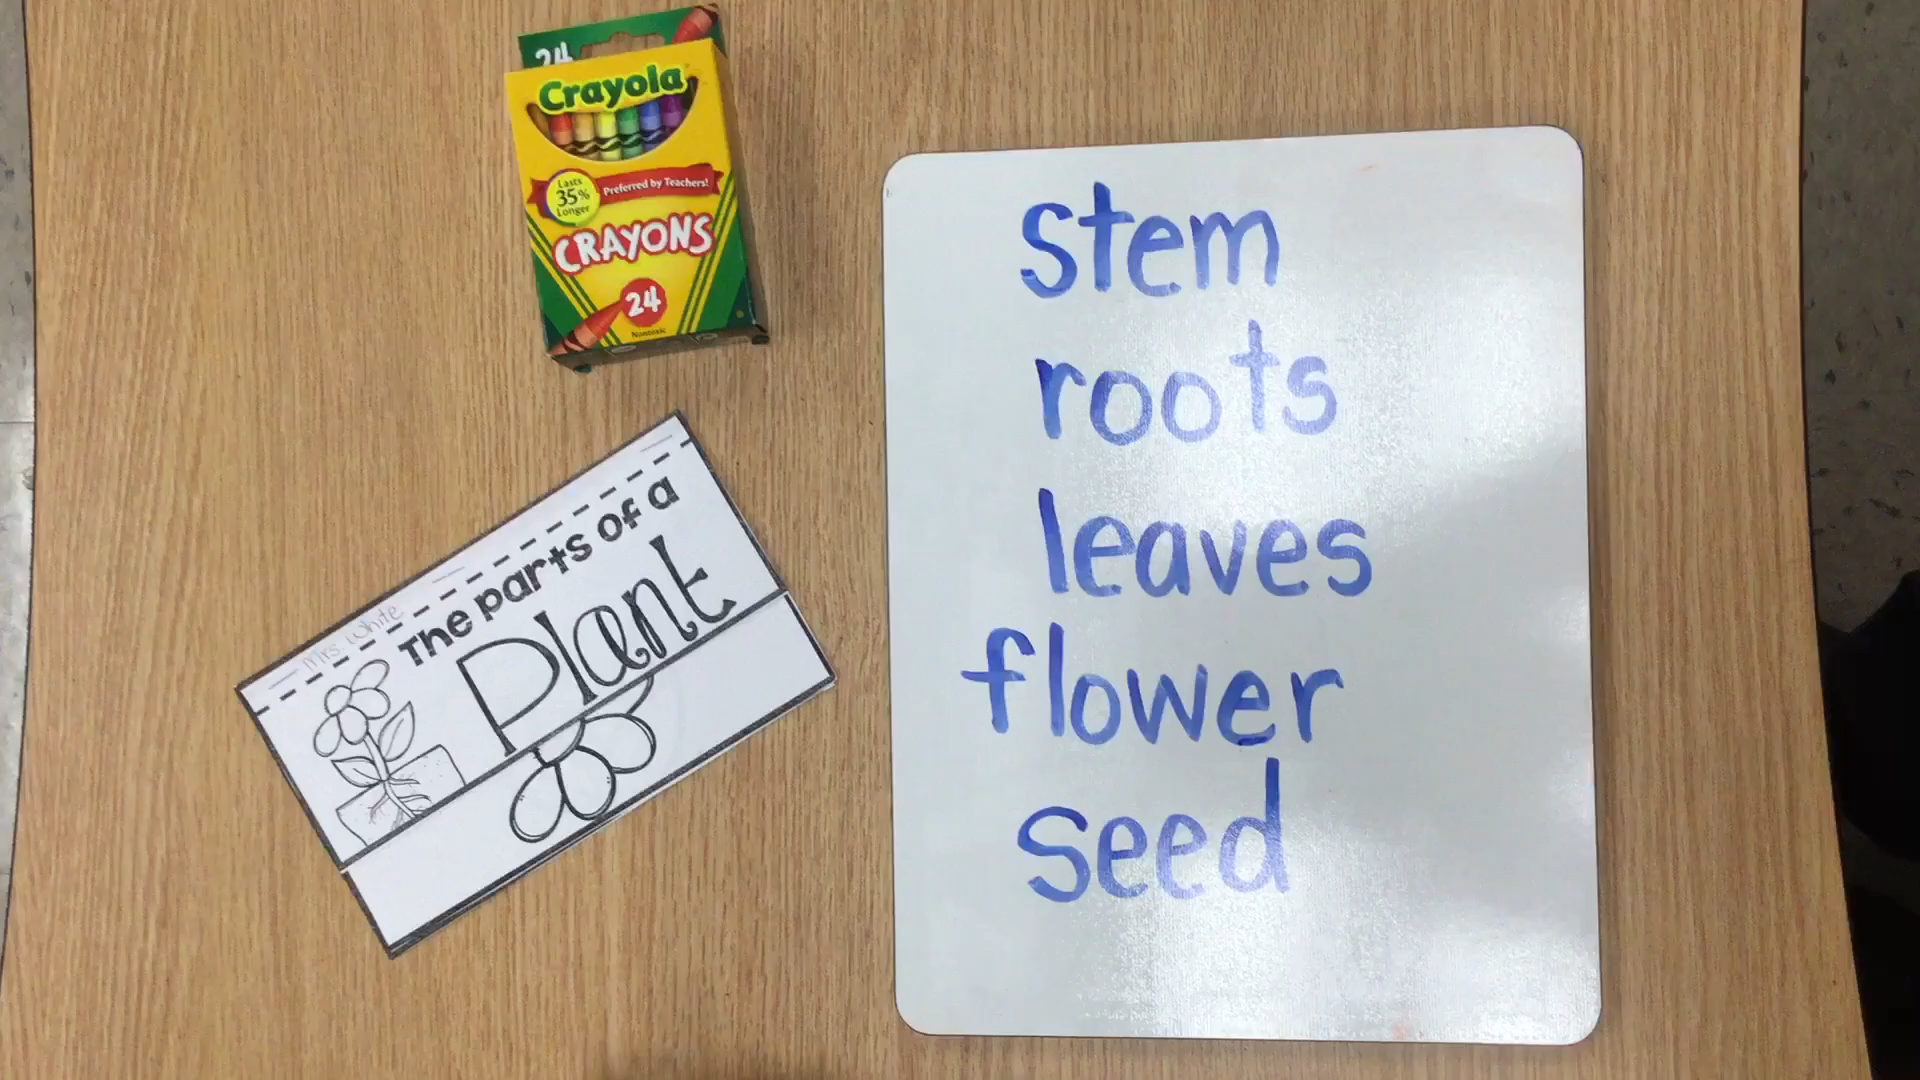 24
Crayola
Lasts
35%
Longer
Preferred by Teachers!
CRAYONS
24
Nontoxic
Mrs. White
The parts of a
Plant
stem
roots
leaves
flower
seed